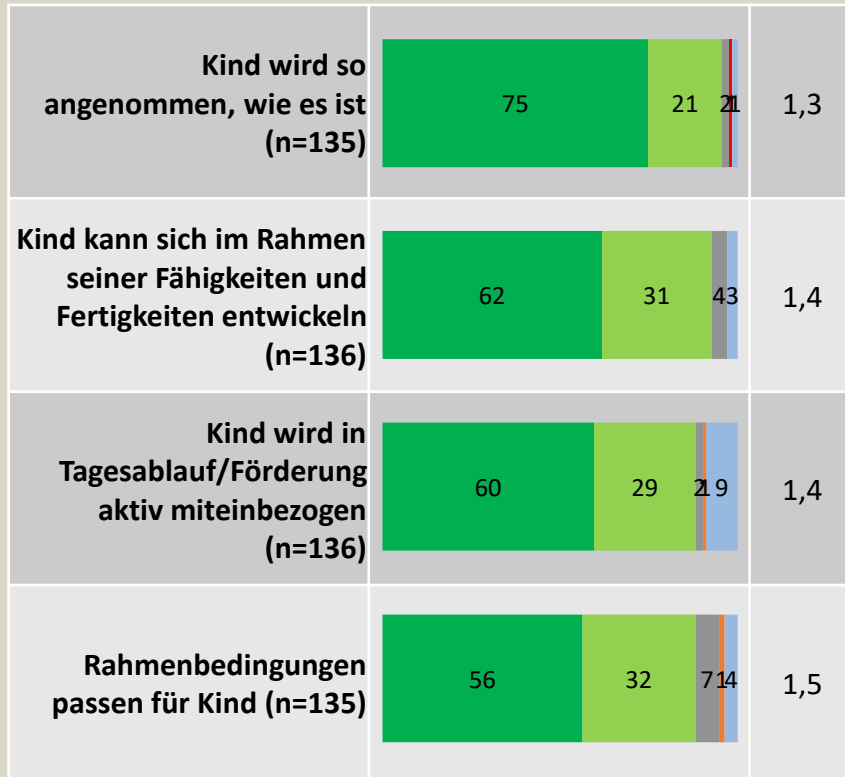 Kind wird so
angenommen, wie es ist
(n=135)
75 21 2 1 1
1,3
Kind kann sich im Rahmen
seiner Fähigkeiten und
Fertigkeiten entwickeln
(n=136)
62 31 4 3
1,4
Kind wird in
Tagesablauf/Förderung
aktiv miteinbezogen
(n=136)
60 29 2 1 9
1,4
Rahmenbedingungen
passen für Kind (n=135)
56 32 7 1 4
1,5